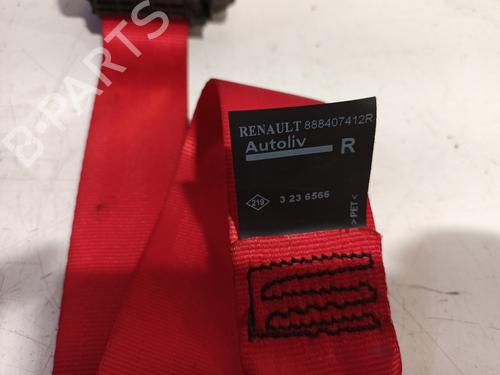 B-PARTS
RENAULT 888407412R
Autoliv R
219 3 23 6566
>PET<